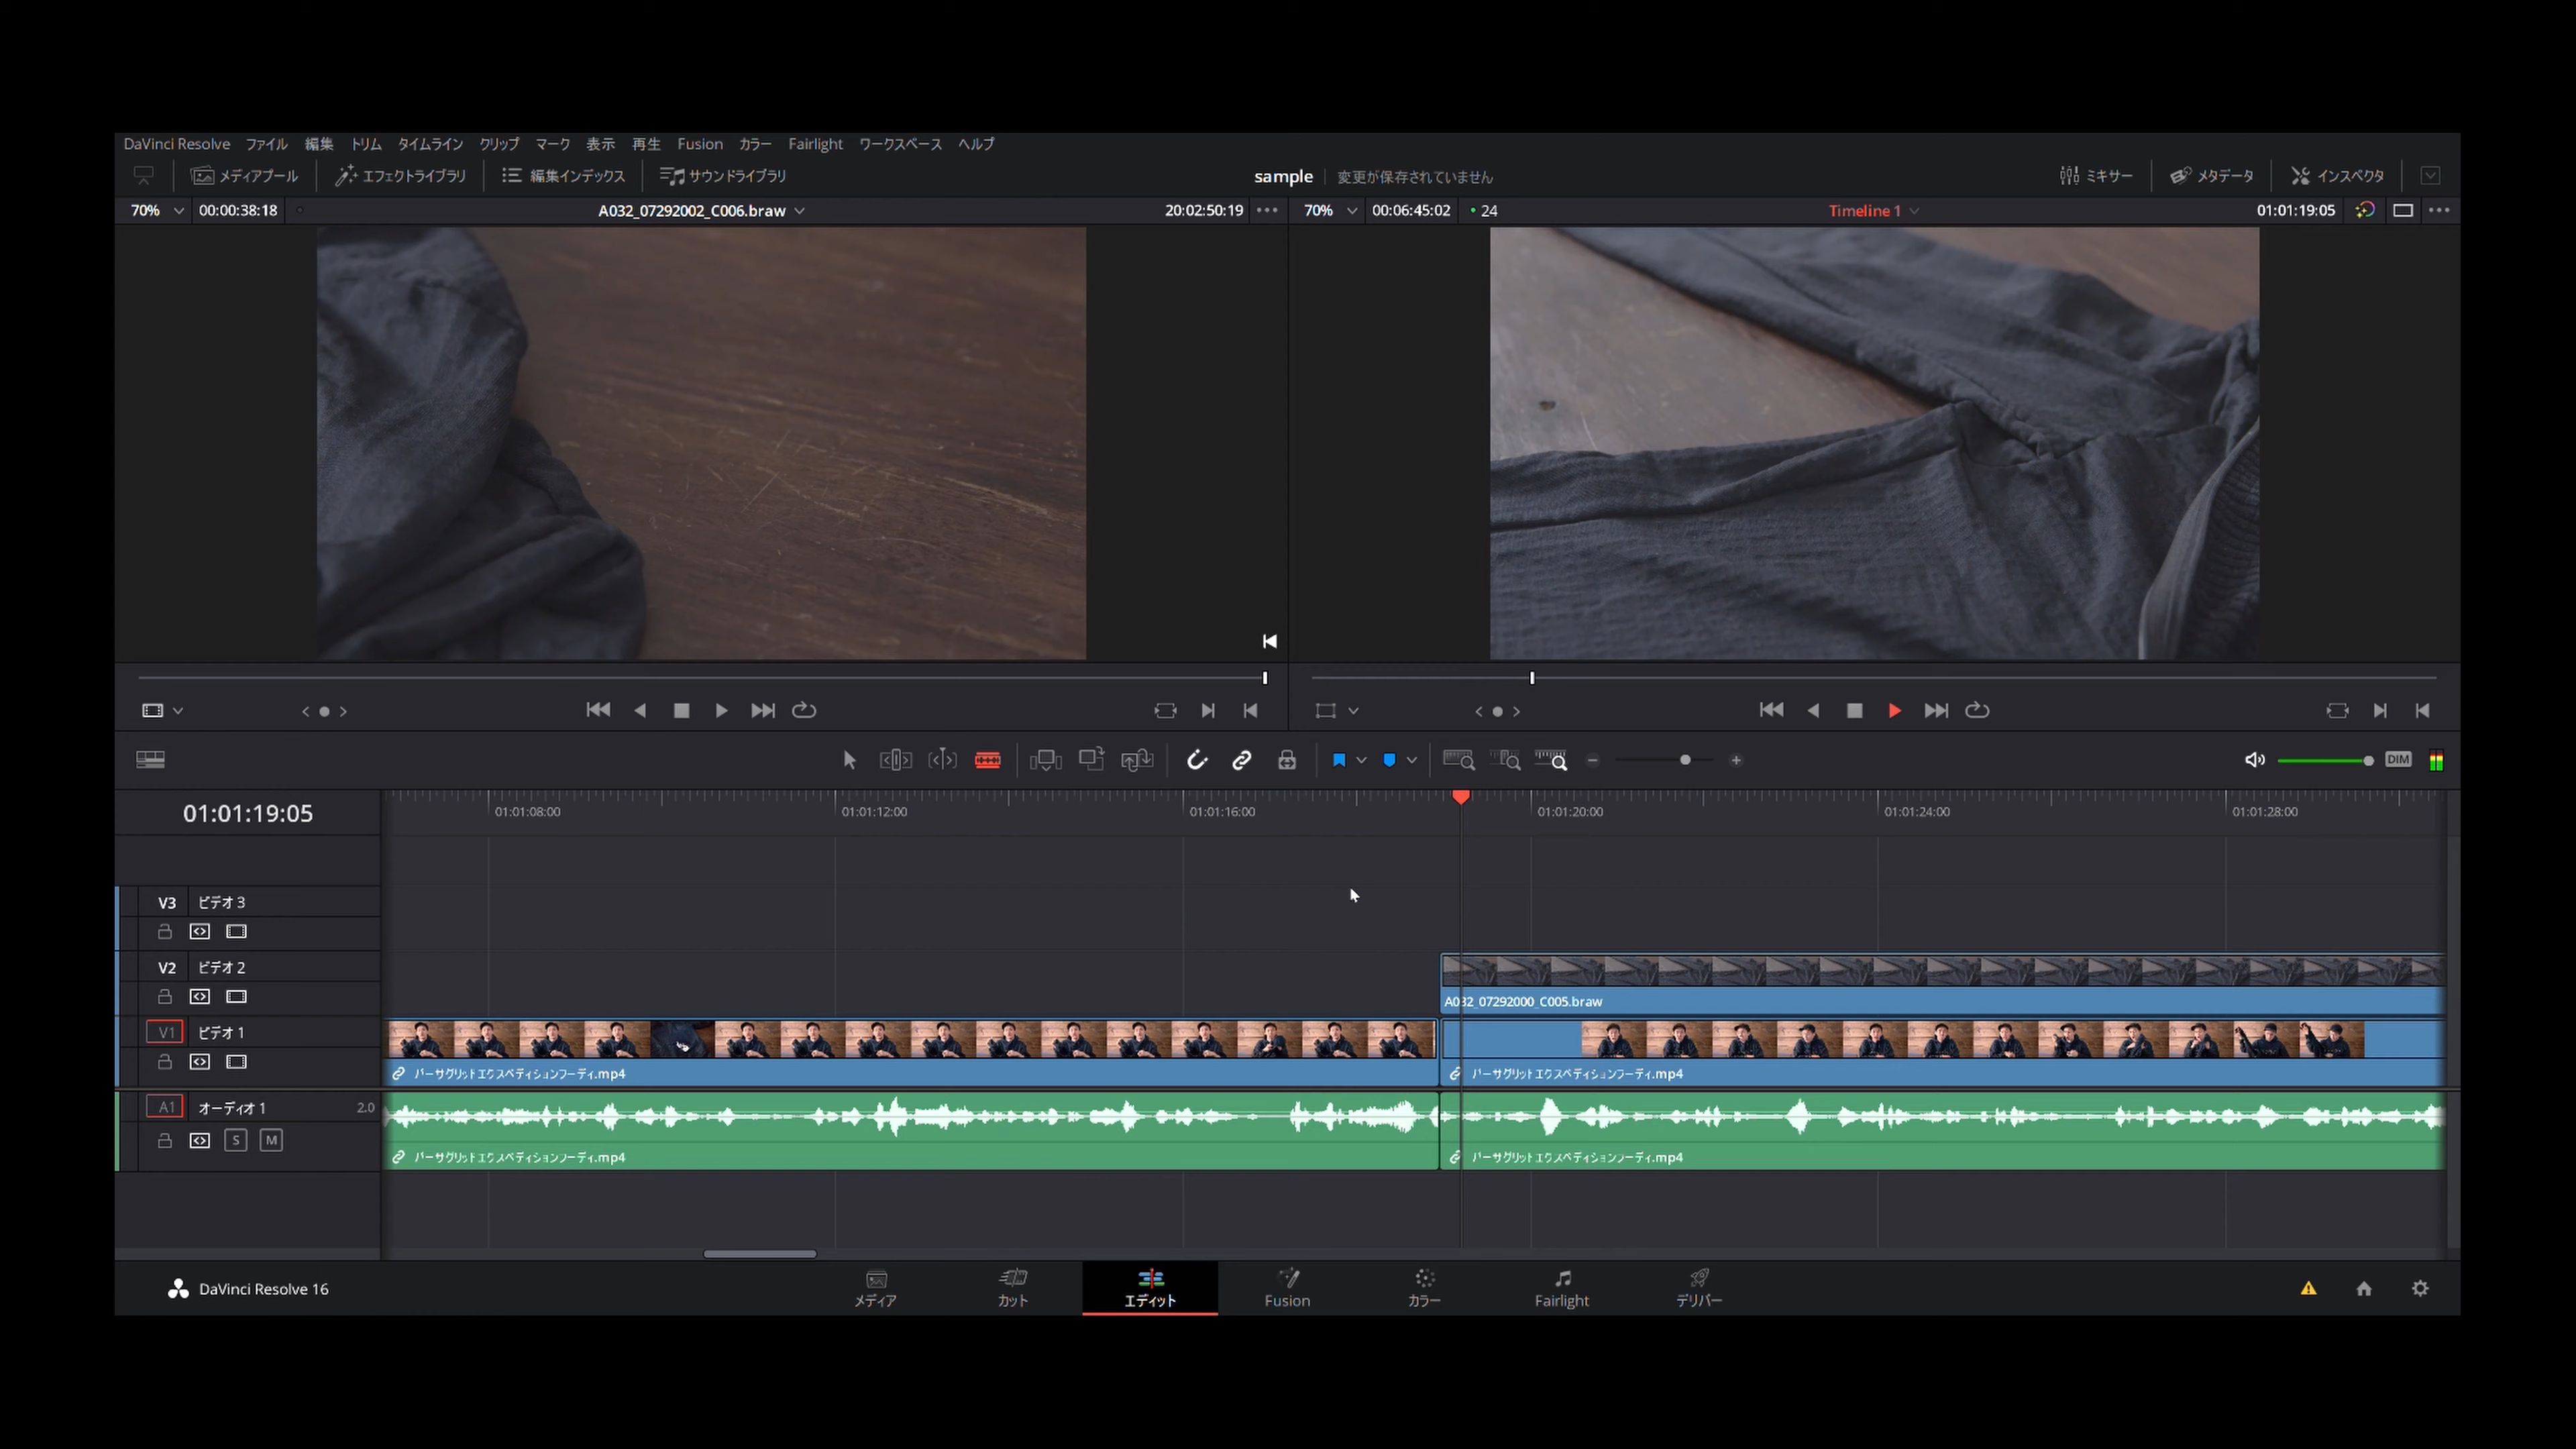 DaVinci Resolve ファイル 編集 トリム タイムライン クリップ マーク 表示 再生 Fusion カラー Fairlight ワークスペース ヘルプ
メディアプール エフェクトライブラリ 編集インデックス サウンドライブラリ sample 変更が保存されていません ミキサー メタデータ インスペクタ
70% 00:00:38:18 A032_07292002_C006.braw 20:02:50:19 70% 00:06:45:02 24 Timeline 1 01:01:19:05
DIM
01:01:19:05 01:01:08:00 01:01:12:00 01:01:16:00 01:01:20:00 01:01:24:00 01:01:28:00
V3 ビデオ 3
V2 ビデオ 2
A032_07292000_C005.braw
V1 ビデオ 1
パーサグリットエクスペディションフーディ.mp4 パーサグリットエクスペディションフーディ.mp4
A1 オーディオ 1 2.0
S M
パーサグリットエクスペディションフーディ.mp4 パーサグリットエクスペディションフーディ.mp4
DaVinci Resolve 16 メディア カット エディット Fusion カラー Fairlight デリバー